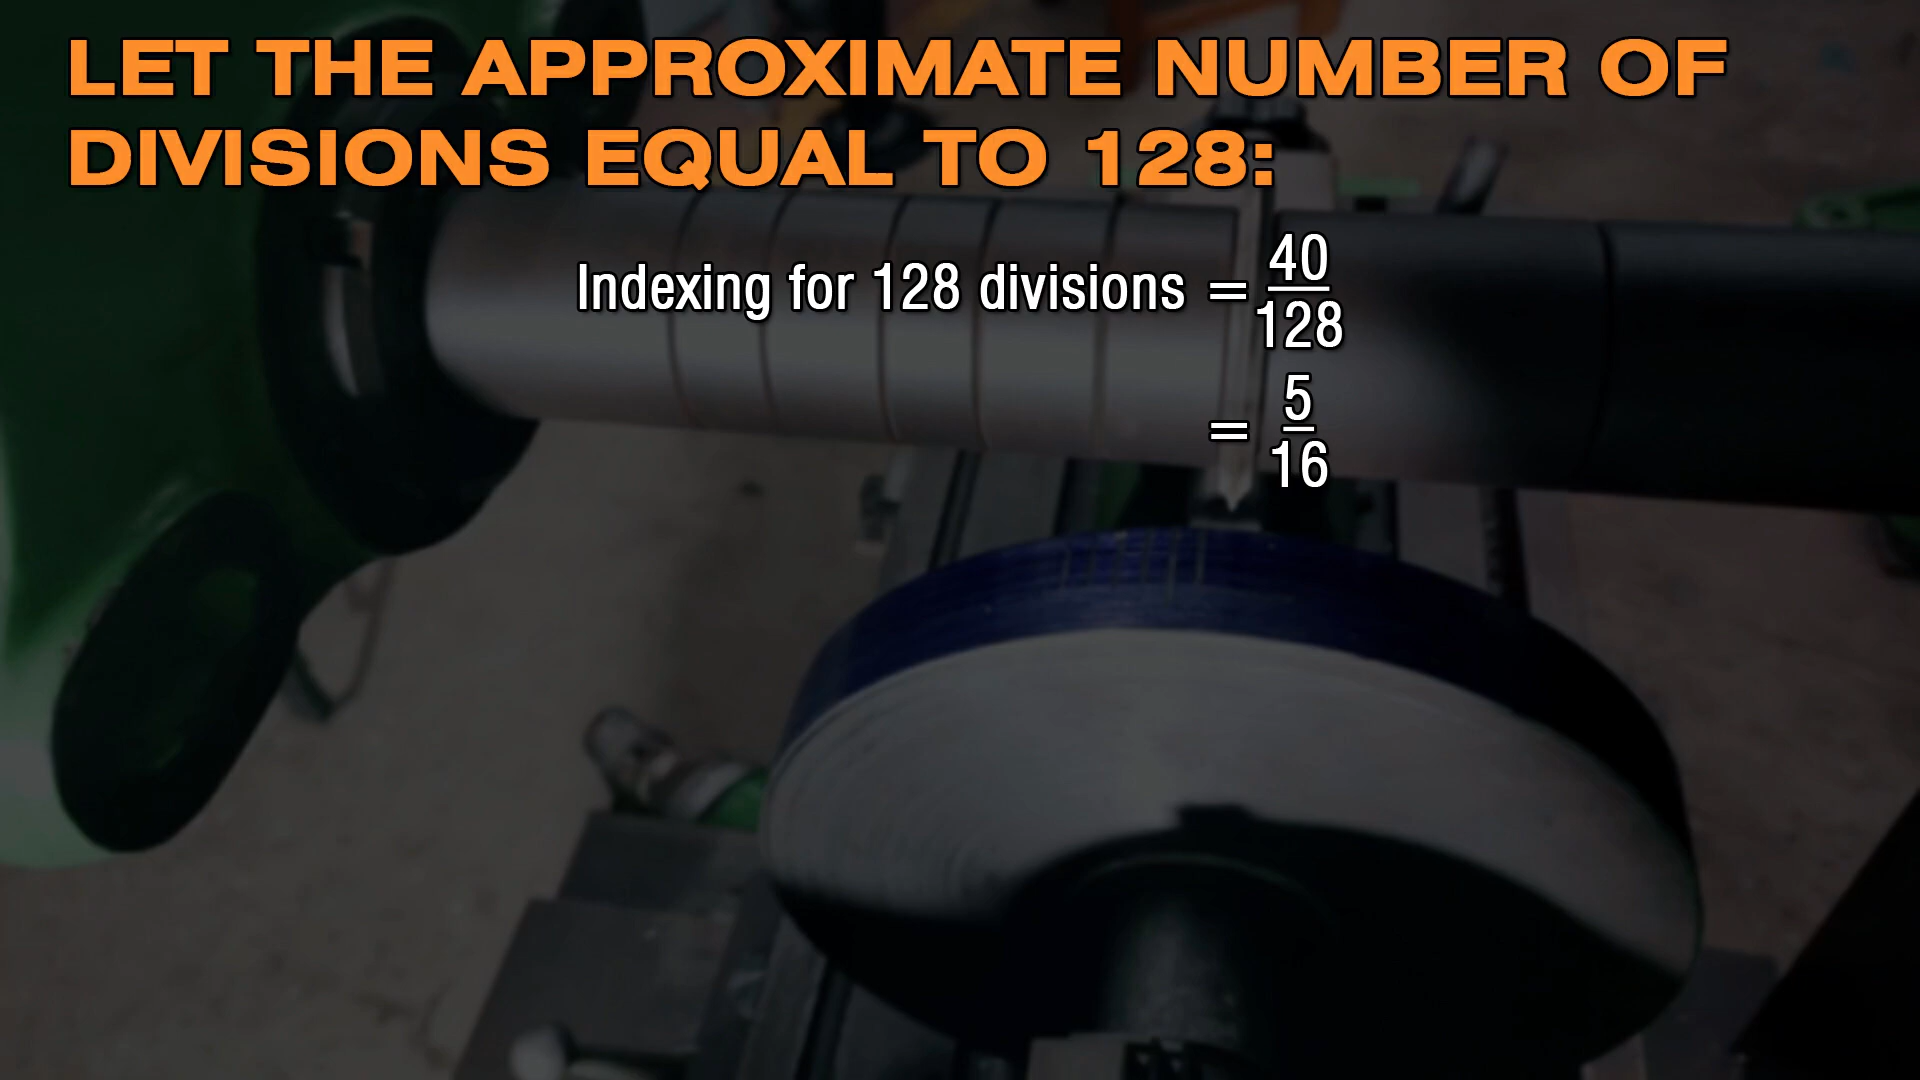 LET THE APPROXIMATE NUMBER OF
DIVISIONS EQUAL TO 128:
Indexing for 128 divisions = 40/128
= 5/16